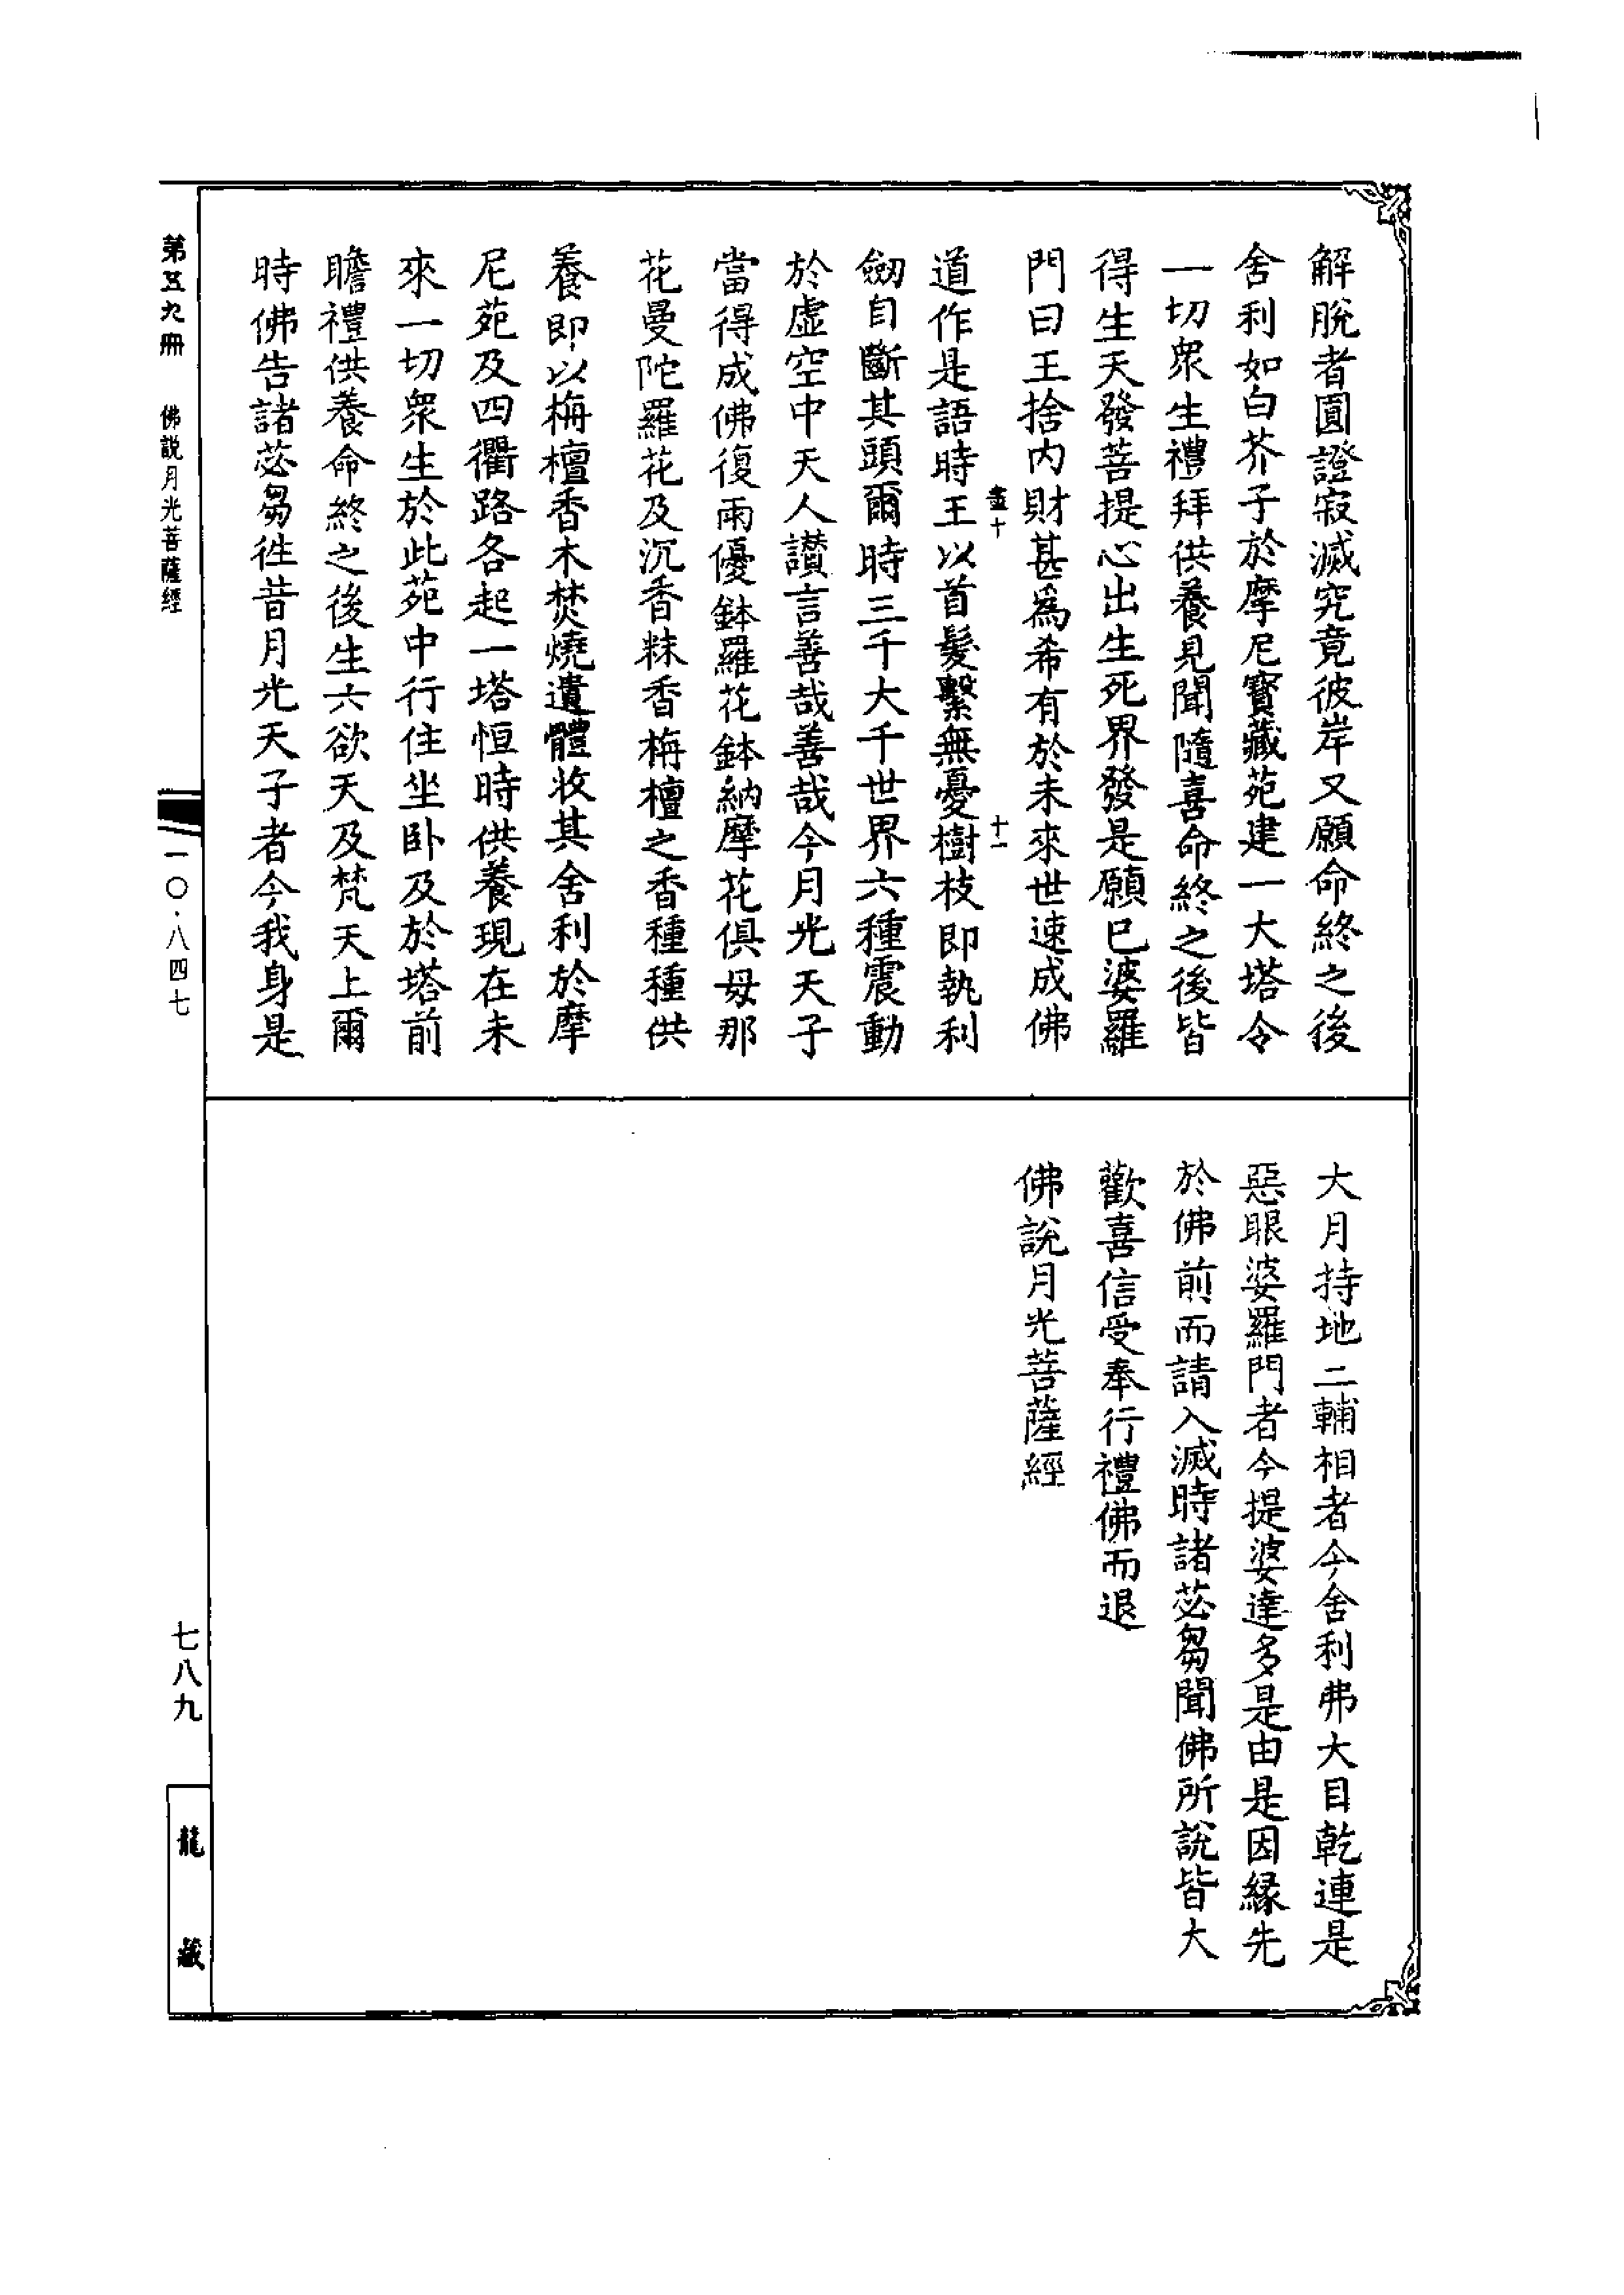 解脫者圓證寂滅究竟彼岸又願命終之後
舍利如白芥子於摩尼寶藏苑建一大塔令
一切衆生禮拜供養見聞隨喜命終之後皆
得生天發菩提心出生死界發是願已婆羅
門曰王捨内財甚爲希有於未來世速成佛
盡十
十一
道作是語時王以首髮繫無憂樹枝即執利
劒自斷其頭爾時三千大千世界六種震動
於虚空中天人讃言善哉善哉今月光天子
當得成佛復雨優鉢羅花鉢納摩花俱母那
花曼陀羅花及沉香粖香栴檀之香種種供
養即以栴檀香木焚燒遺體收其舍利於摩
尼苑及四衢路各起一塔恒時供養現在未
來一切衆生於此苑中行住坐卧及於塔前
瞻禮供養命終之後生六欲天及梵天上爾
時佛告諸苾芻徃昔月光天子者今我身是
大月持地二輔相者今舍利弗大目乾連是
惡眼婆羅門者今提婆達多是由是因縁先
於佛前而請入滅時諸苾芻聞佛所說皆大
歡喜信受奉行禮佛而退
佛說月光菩薩經
第五九冊 佛説月光菩薩經
一〇·八四七
七八九
龍藏